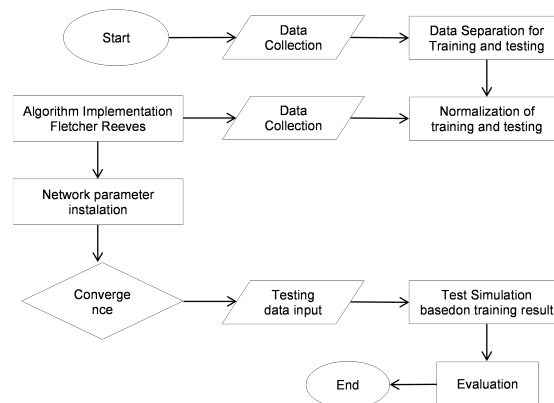 Start
Data
Collection
Data Separation for
Training and testing
Algorithm Implementation
Fletcher Reeves
Data
Collection
Normalization of
training and testing
Network parameter
instalation
Converge
nce
Testing
data input
Test Simulation
basedon training result
End
Evaluation